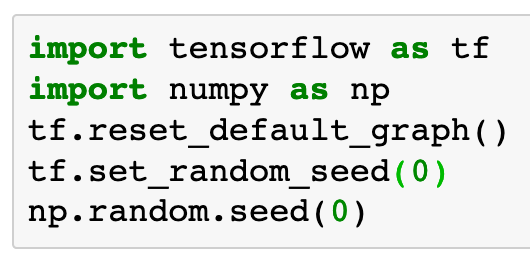 import tensorflow as tf
import numpy as np
tf.reset_default_graph()
tf.set_random_seed(0)
np.random.seed(0)